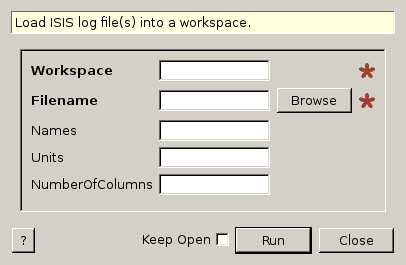 Load ISIS log file(s) into a workspace.
Workspace *
Filename Browse *
Names
Units
NumberOfColumns
? Keep Open Run Close